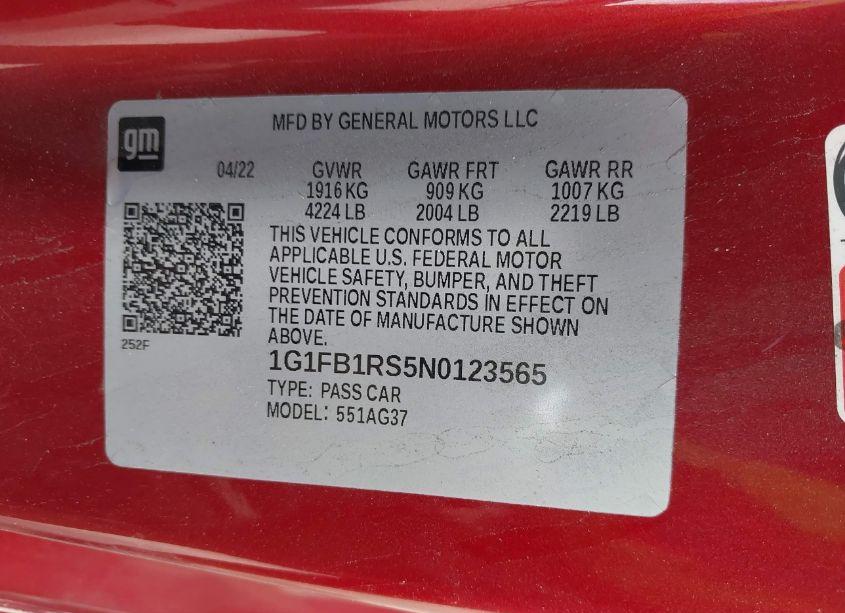 gm
MFD BY GENERAL MOTORS LLC
04/22 GVWR GAWR FRT GAWR RR
1916 KG 909 KG 1007 KG
4224 LB 2004 LB 2219 LB
THIS VEHICLE CONFORMS TO ALL
APPLICABLE U.S. FEDERAL MOTOR
VEHICLE SAFETY, BUMPER, AND THEFT
PREVENTION STANDARDS IN EFFECT ON
THE DATE OF MANUFACTURE SHOWN
ABOVE.
252F
1G1FB1RS5N0123565
TYPE: PASS CAR
MODEL: 551AG37